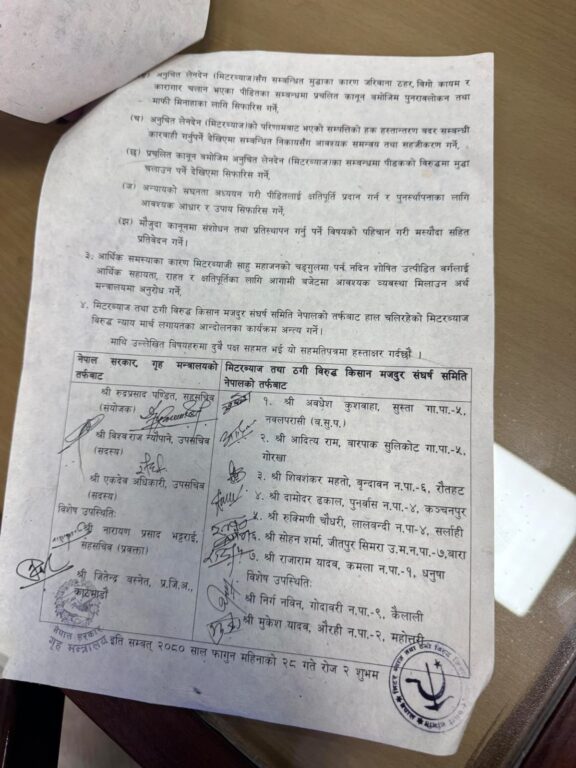 अनुचित लेनदेन (मिटरब्याज)सँग सम्बन्धित मुद्दाका कारण जरिवाना ठहर, बिगो कायम र
कारागार चलान भएका पीडितका सम्बन्धमा प्रचलित कानून बमोजिम पुनरावलोकन तथा
माफी मिनाहाका लागि सिफारिस गर्ने,
(च) अनुचित लेनदेन (मिटरब्याज)को परिणामबाट भएको सम्पत्तिको हक हस्तान्तरण बदर सम्बन्धी
कारवाही गर्नुपर्ने देखिएमा सम्बन्धित निकायसँग आवश्यक समन्वय तथा सहजीकरण गर्ने,
(छ) प्रचलित कानून बमोजिम अनुचित लेनदेन (मिटरब्याज)का सम्बन्धमा पीडकको विरुद्धमा मुद्दा
चलाउन पर्ने देखिएमा सिफारिस गर्ने,
(ज) अन्यायको सघनता अध्ययन गरी पीडितलाई क्षतिपूर्ति प्रदान गर्न र पुनर्स्थापनाका लागि
आवश्यक आधार र उपाय सिफारिस गर्ने,
(झ) मौजुदा कानूनमा संशोधन तथा प्रतिस्थापन गर्नु पर्ने विषयको पहिचान गरी मस्यौदा सहित
प्रतिवेदन गर्ने।
३. आर्थिक समस्याका कारण मिटरब्याजी साहु महाजनको चङ्गुलमा पर्न नदिन शोषित उत्पीडित वर्गलाई
आर्थिक सहायता, राहत र क्षतिपूर्तिका लागि आगामी बजेटमा आवश्यक व्यवस्था मिलाउन अर्थ
मन्त्रालयमा अनुरोध गर्ने,
४. मिटरब्याज तथा ठगी बिरुद्ध किसान मजदुर संघर्ष समिति नेपालको तर्फबाट हाल चलिरहेको मिटरब्याज
बिरुद्ध न्याय मार्च लगायतका आन्दोलनका कार्यक्रम अन्त्य गर्ने।
माथि उल्लेखित विषयहरुमा दुवै पक्ष सहमत भई यो सहमतिपत्रमा हस्ताक्षर गर्दछौं ।
नेपाल सरकार, गृह मन्त्रालयको
तर्फबाट
श्री रुद्रप्रसाद पण्डित, सहसचिव
(संयोजक)
श्री विश्वराज न्यौपाने, उपसचिव
(सदस्य)
श्री एकदेव अधिकारी, उपसचिव
(सदस्य)
विशेष उपस्थितिः
श्री नारायण प्रसाद भट्टराई,
सहसचिव (प्रवक्ता)
श्री जितेन्द्र बस्नेत, प्र.जि.अ.,
काठमाडौं
मिटरब्याज तथा ठगी बिरुद्ध किसान मजदुर संघर्ष समिति
नेपालको तर्फबाट
१. श्री अवधेश कुशवाहा, सुस्ता गा.पा.-५,
नवलपरासी (ब.सु.प.)
२. श्री आदित्य राम, बारपाक सुलिकोट गा.पा.-५,
गोरखा
३. श्री शिवशंकर महतो, बृन्दावन न.पा.-६, रौतहट
४. श्री दामोदर ढकाल, पुनर्वास न.पा.-४, कञ्चनपुर
५. श्री रुक्मिणी चौधरी, लालबन्दी न.पा-४, सर्लाही
६. श्री सोहन शर्मा, जीतपुर सिमरा उ.म.न.पा.-७,बारा
७. श्री राजाराम यादव, कमला न.पा.-१, धनुषा
विशेष उपस्थितिः
श्री निर्ग नविन, गोदावरी न.पा.-९, कैलाली
श्री मुकेश यादव, औरही न.पा.-२, महोत्तरी
नेपाल सरकार
गृह मन्त्रालय
इति सम्बत् २०८० साल फागुन महिनाको २८ गते रोज २ शुभम्